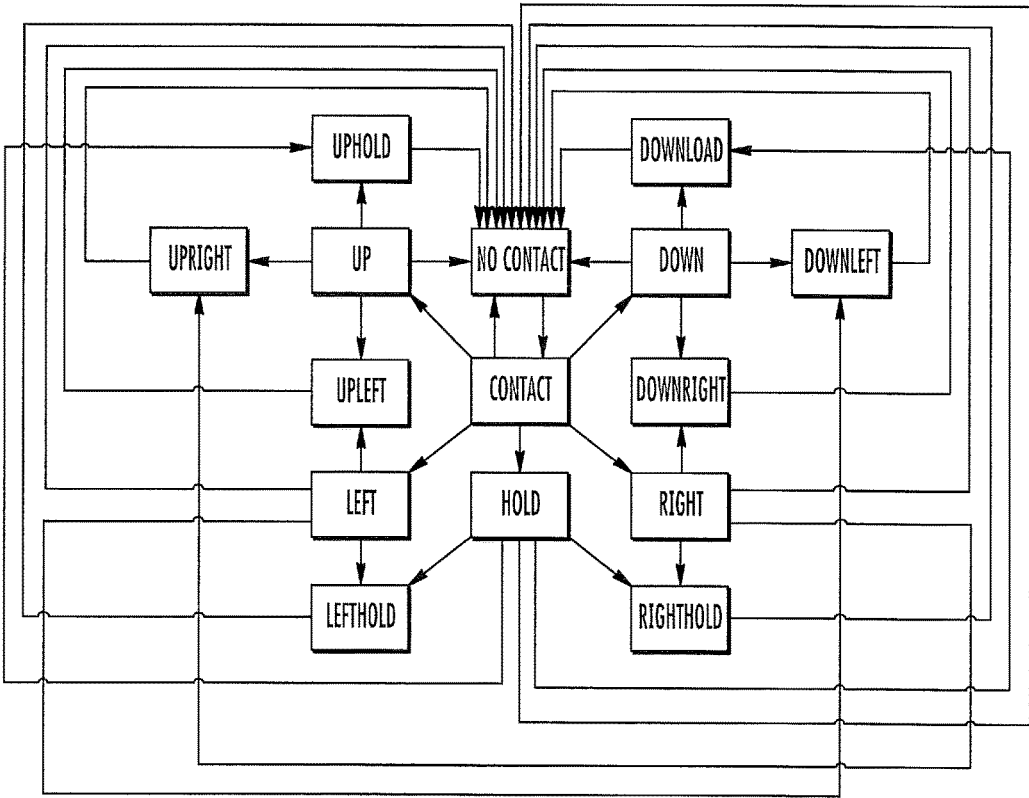 UPHOLD
DOWNLOAD
UPRIGHT
UP
NO CONTACT
DOWN
DOWNLEFT
UPLEFT
CONTACT
DOWNRIGHT
LEFT
HOLD
RIGHT
LEFTHOLD
RIGHTHOLD